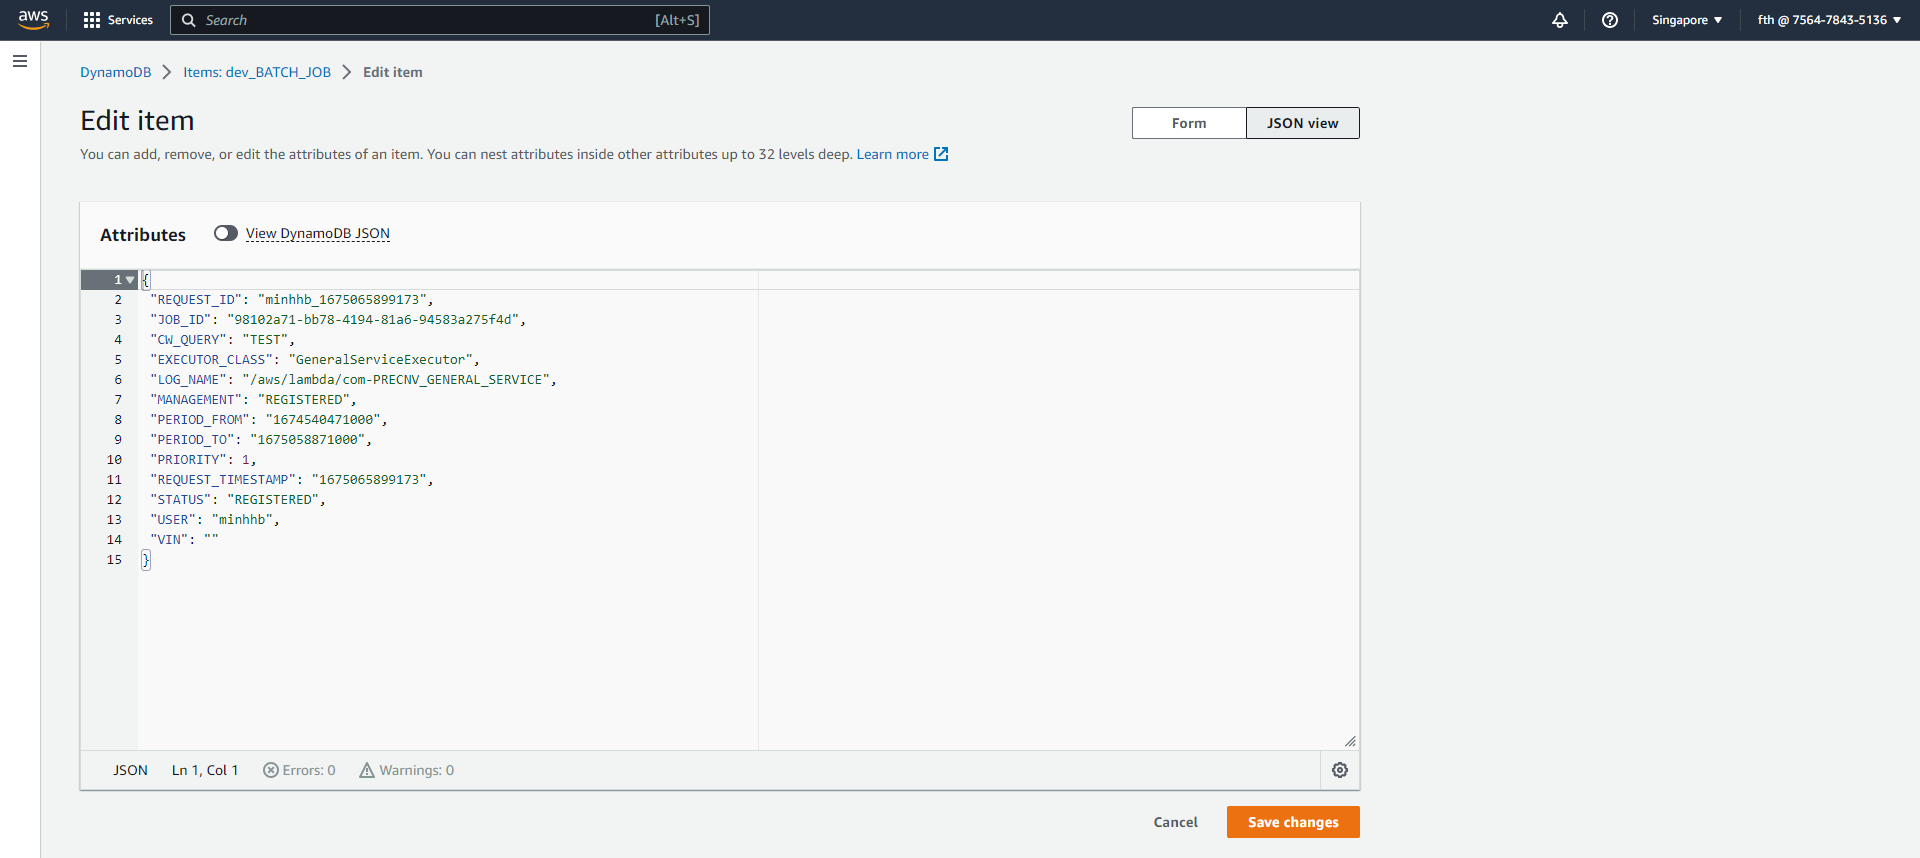 aws Services Search [Alt+S] Singapore ▼ fth @ 7564-7843-5136 ▼
DynamoDB > Items: dev_BATCH_JOB > Edit item
Edit item
Form JSON view
You can add, remove, or edit the attributes of an item. You can nest attributes inside other attributes up to 32 levels deep. Learn more
Attributes View DynamoDB JSON
1 {
2 "REQUEST_ID": "minhhb_1675065899173",
3 "JOB_ID": "98102a71-bb78-4194-81a6-94583a275f4d",
4 "CW_QUERY": "TEST",
5 "EXECUTOR_CLASS": "GeneralServiceExecutor",
6 "LOG_NAME": "/aws/lambda/com-PRECNV_GENERAL_SERVICE",
7 "MANAGEMENT": "REGISTERED",
8 "PERIOD_FROM": "1674540471000",
9 "PERIOD_TO": "1675058871000",
10 "PRIORITY": 1,
11 "REQUEST_TIMESTAMP": "1675065899173",
12 "STATUS": "REGISTERED",
13 "USER": "minhhb",
14 "VIN": ""
15 }
JSON Ln 1, Col 1 Errors: 0 Warnings: 0
Cancel Save changes